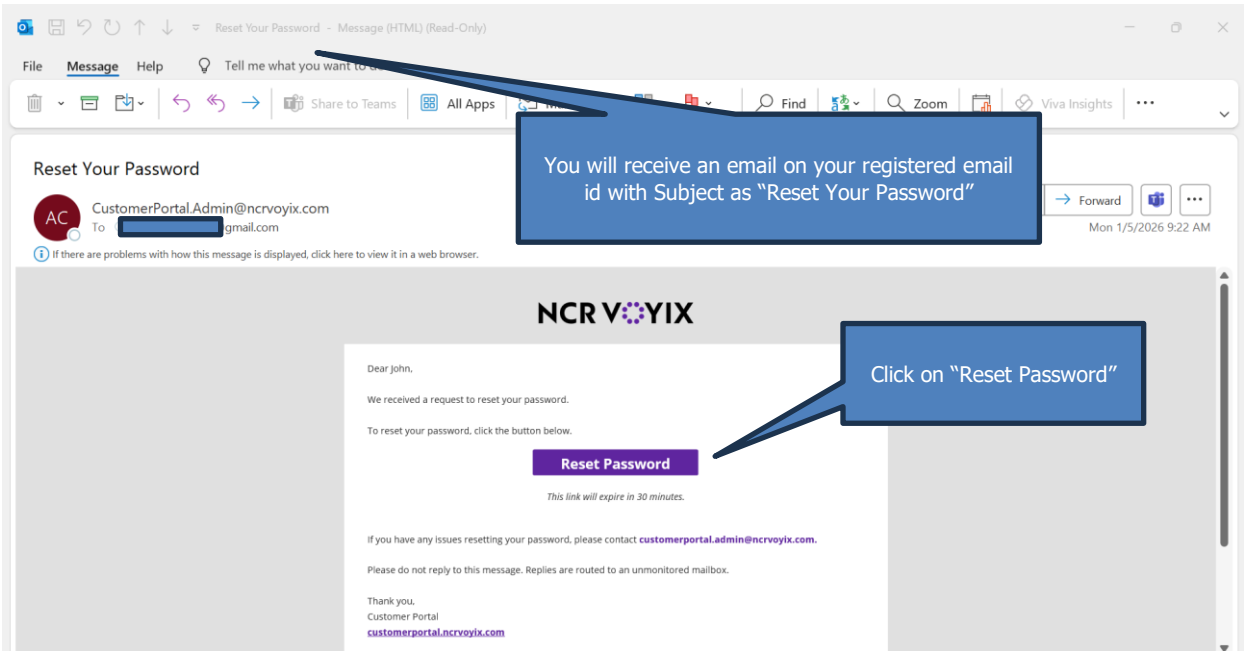 Reset Your Password - Message (HTML) (Read-Only)
File Message Help Tell me what you want to
Share to Teams All Apps Find Zoom Viva Insights
You will receive an email on your registered email
id with Subject as “Reset Your Password”
Reset Your Password
AC
CustomerPortal.Admin@ncrvoyix.com
To gmail.com
Forward
Mon 1/5/2026 9:22 AM
If there are problems with how this message is displayed, click here to view it in a web browser.
NCR VOYIX
Click on “Reset Password”
Dear John,
We received a request to reset your password.
To reset your password, click the button below.
Reset Password
This link will expire in 30 minutes.
If you have any issues resetting your password, please contact customerportal.admin@ncrvoyix.com.
Please do not reply to this message. Replies are routed to an unmonitored mailbox.
Thank you,
Customer Portal
customerportal.ncrvoyix.com